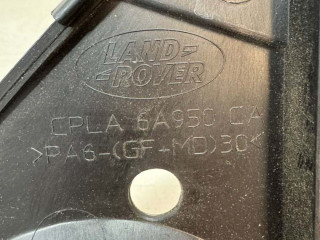 LAND-
ROVER
CPLA 6A950 CA
>PA6-(GF+MD)30<